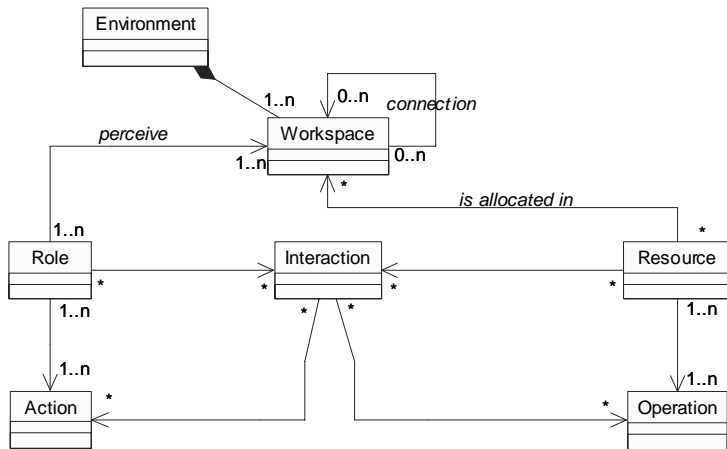 Environment
1..n
0..n
connection
perceive
Workspace
1..n
0..n
*
is allocated in
1..n
*
Role
Interaction
Resource
*
*
*
*
1..n
*
*
1..n
1..n
1..n
Action
*
*
Operation